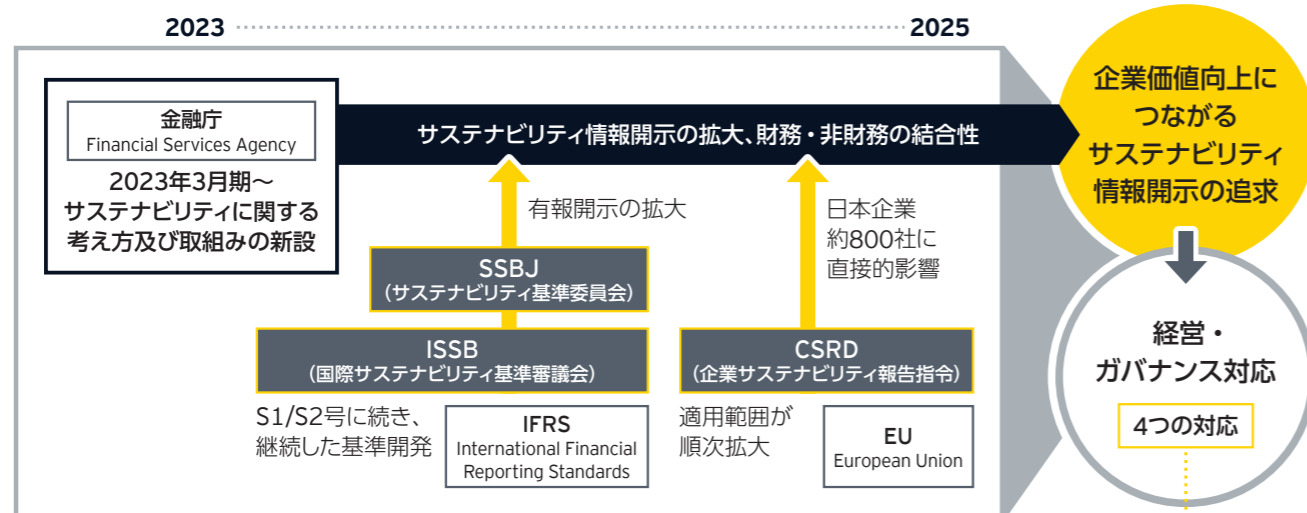 2023
2025
金融庁
Financial Services Agency
2023年3月期～
サステナビリティに関する
考え方及び取組みの新設
サステナビリティ情報開示の拡大、財務・非財務の結合性
企業価値向上に
つながる
サステナビリティ
情報開示の追求
有報開示の拡大
日本企業
約800社に
直接的影響
SSBJ
（サステナビリティ基準委員会）
ISSB
（国際サステナビリティ基準審議会）
CSRD
（企業サステナビリティ報告指令）
S1/S2号に続き、
継続した基準開発
IFRS
International Financial
Reporting Standards
適用範囲が
順次拡大
EU
European Union
経営・
ガバナンス対応
4つの対応